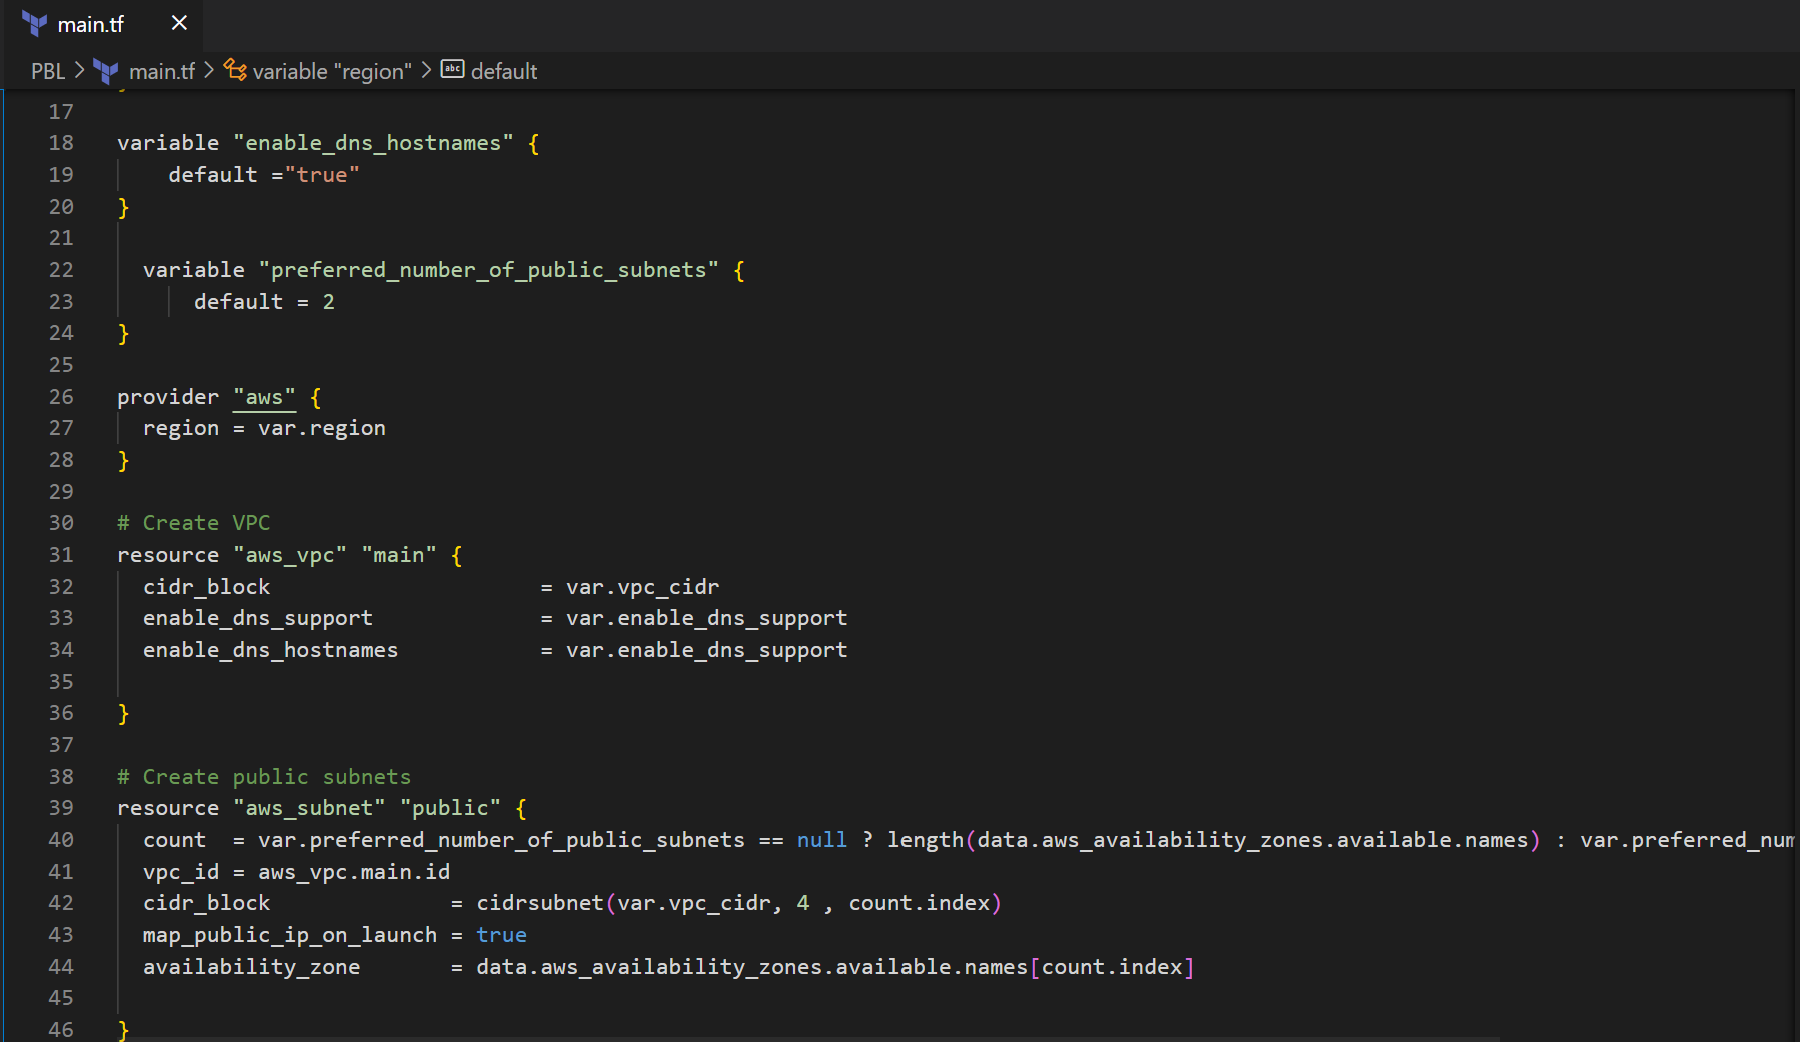 main.tf ×
PBL > main.tf > variable "region" > abc default
17
18 variable "enable_dns_hostnames" {
19     default ="true"
20 }
21
22   variable "preferred_number_of_public_subnets" {
23       default = 2
24 }
25
26 provider "aws" {
27   region = var.region
28 }
29
30 # Create VPC
31 resource "aws_vpc" "main" {
32   cidr_block                     = var.vpc_cidr
33   enable_dns_support             = var.enable_dns_support
34   enable_dns_hostnames           = var.enable_dns_support
35
36 }
37
38 # Create public subnets
39 resource "aws_subnet" "public" {
40   count  = var.preferred_number_of_public_subnets == null ? length(data.aws_availability_zones.available.names) : var.preferred_num
41   vpc_id = aws_vpc.main.id
42   cidr_block              = cidrsubnet(var.vpc_cidr, 4 , count.index)
43   map_public_ip_on_launch = true
44   availability_zone       = data.aws_availability_zones.available.names[count.index]
45
46 }